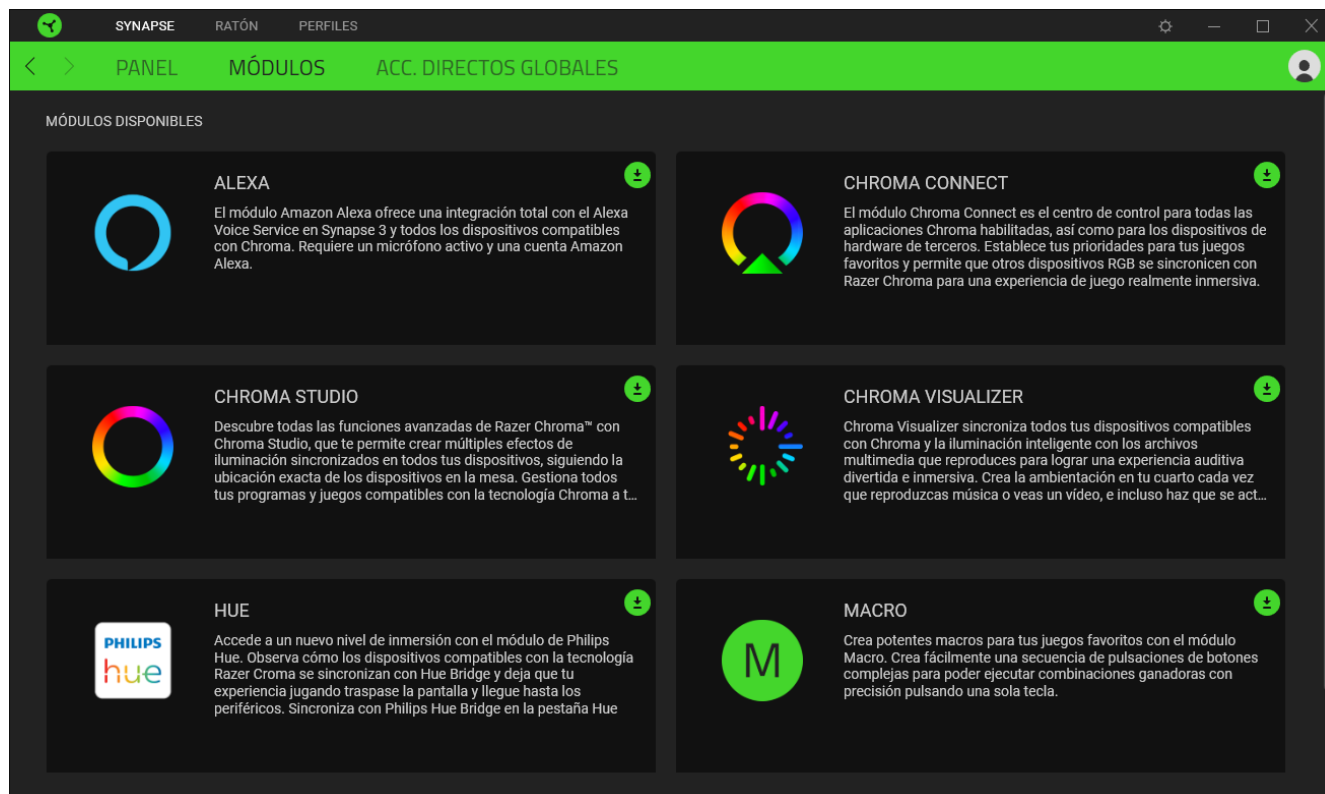 SYNAPSE RATÓN PERFILES
PANEL MÓDULOS ACC. DIRECTOS GLOBALES
MÓDULOS DISPONIBLES
ALEXA
El módulo Amazon Alexa ofrece una integración total con el Alexa
Voice Service en Synapse 3 y todos los dispositivos compatibles
con Chroma. Requiere un micrófono activo y una cuenta Amazon
Alexa.
CHROMA CONNECT
El módulo Chroma Connect es el centro de control para todas las
aplicaciones Chroma habilitadas, así como para los dispositivos de
hardware de terceros. Establece tus prioridades para tus juegos
favoritos y permite que otros dispositivos RGB se sincronicen con
Razer Chroma para una experiencia de juego realmente inmersiva.
CHROMA STUDIO
Descubre todas las funciones avanzadas de Razer Chroma™ con
Chroma Studio, que te permite crear múltiples efectos de
iluminación sincronizados en todos tus dispositivos, siguiendo la
ubicación exacta de los dispositivos en la mesa. Gestiona todos
tus programas y juegos compatibles con la tecnología Chroma a t...
CHROMA VISUALIZER
Chroma Visualizer sincroniza todos tus dispositivos compatibles
con Chroma y la iluminación inteligente con los archivos
multimedia que reproduces para lograr una experiencia auditiva
divertida e inmersiva. Crea la ambientación en tu cuarto cada vez
que reproduzcas música o veas un vídeo, e incluso haz que se act...
PHILIPS
hue
HUE
Accede a un nuevo nivel de inmersión con el módulo de Philips
Hue. Observa cómo los dispositivos compatibles con la tecnología
Razer Croma se sincronizan con Hue Bridge y deja que tu
experiencia jugando traspase la pantalla y llegue hasta los
periféricos. Sincroniza con Philips Hue Bridge en la pestaña Hue
M
MACRO
Crea potentes macros para tus juegos favoritos con el módulo
Macro. Crea fácilmente una secuencia de pulsaciones de botones
complejas para poder ejecutar combinaciones ganadoras con
precisión pulsando una sola tecla.